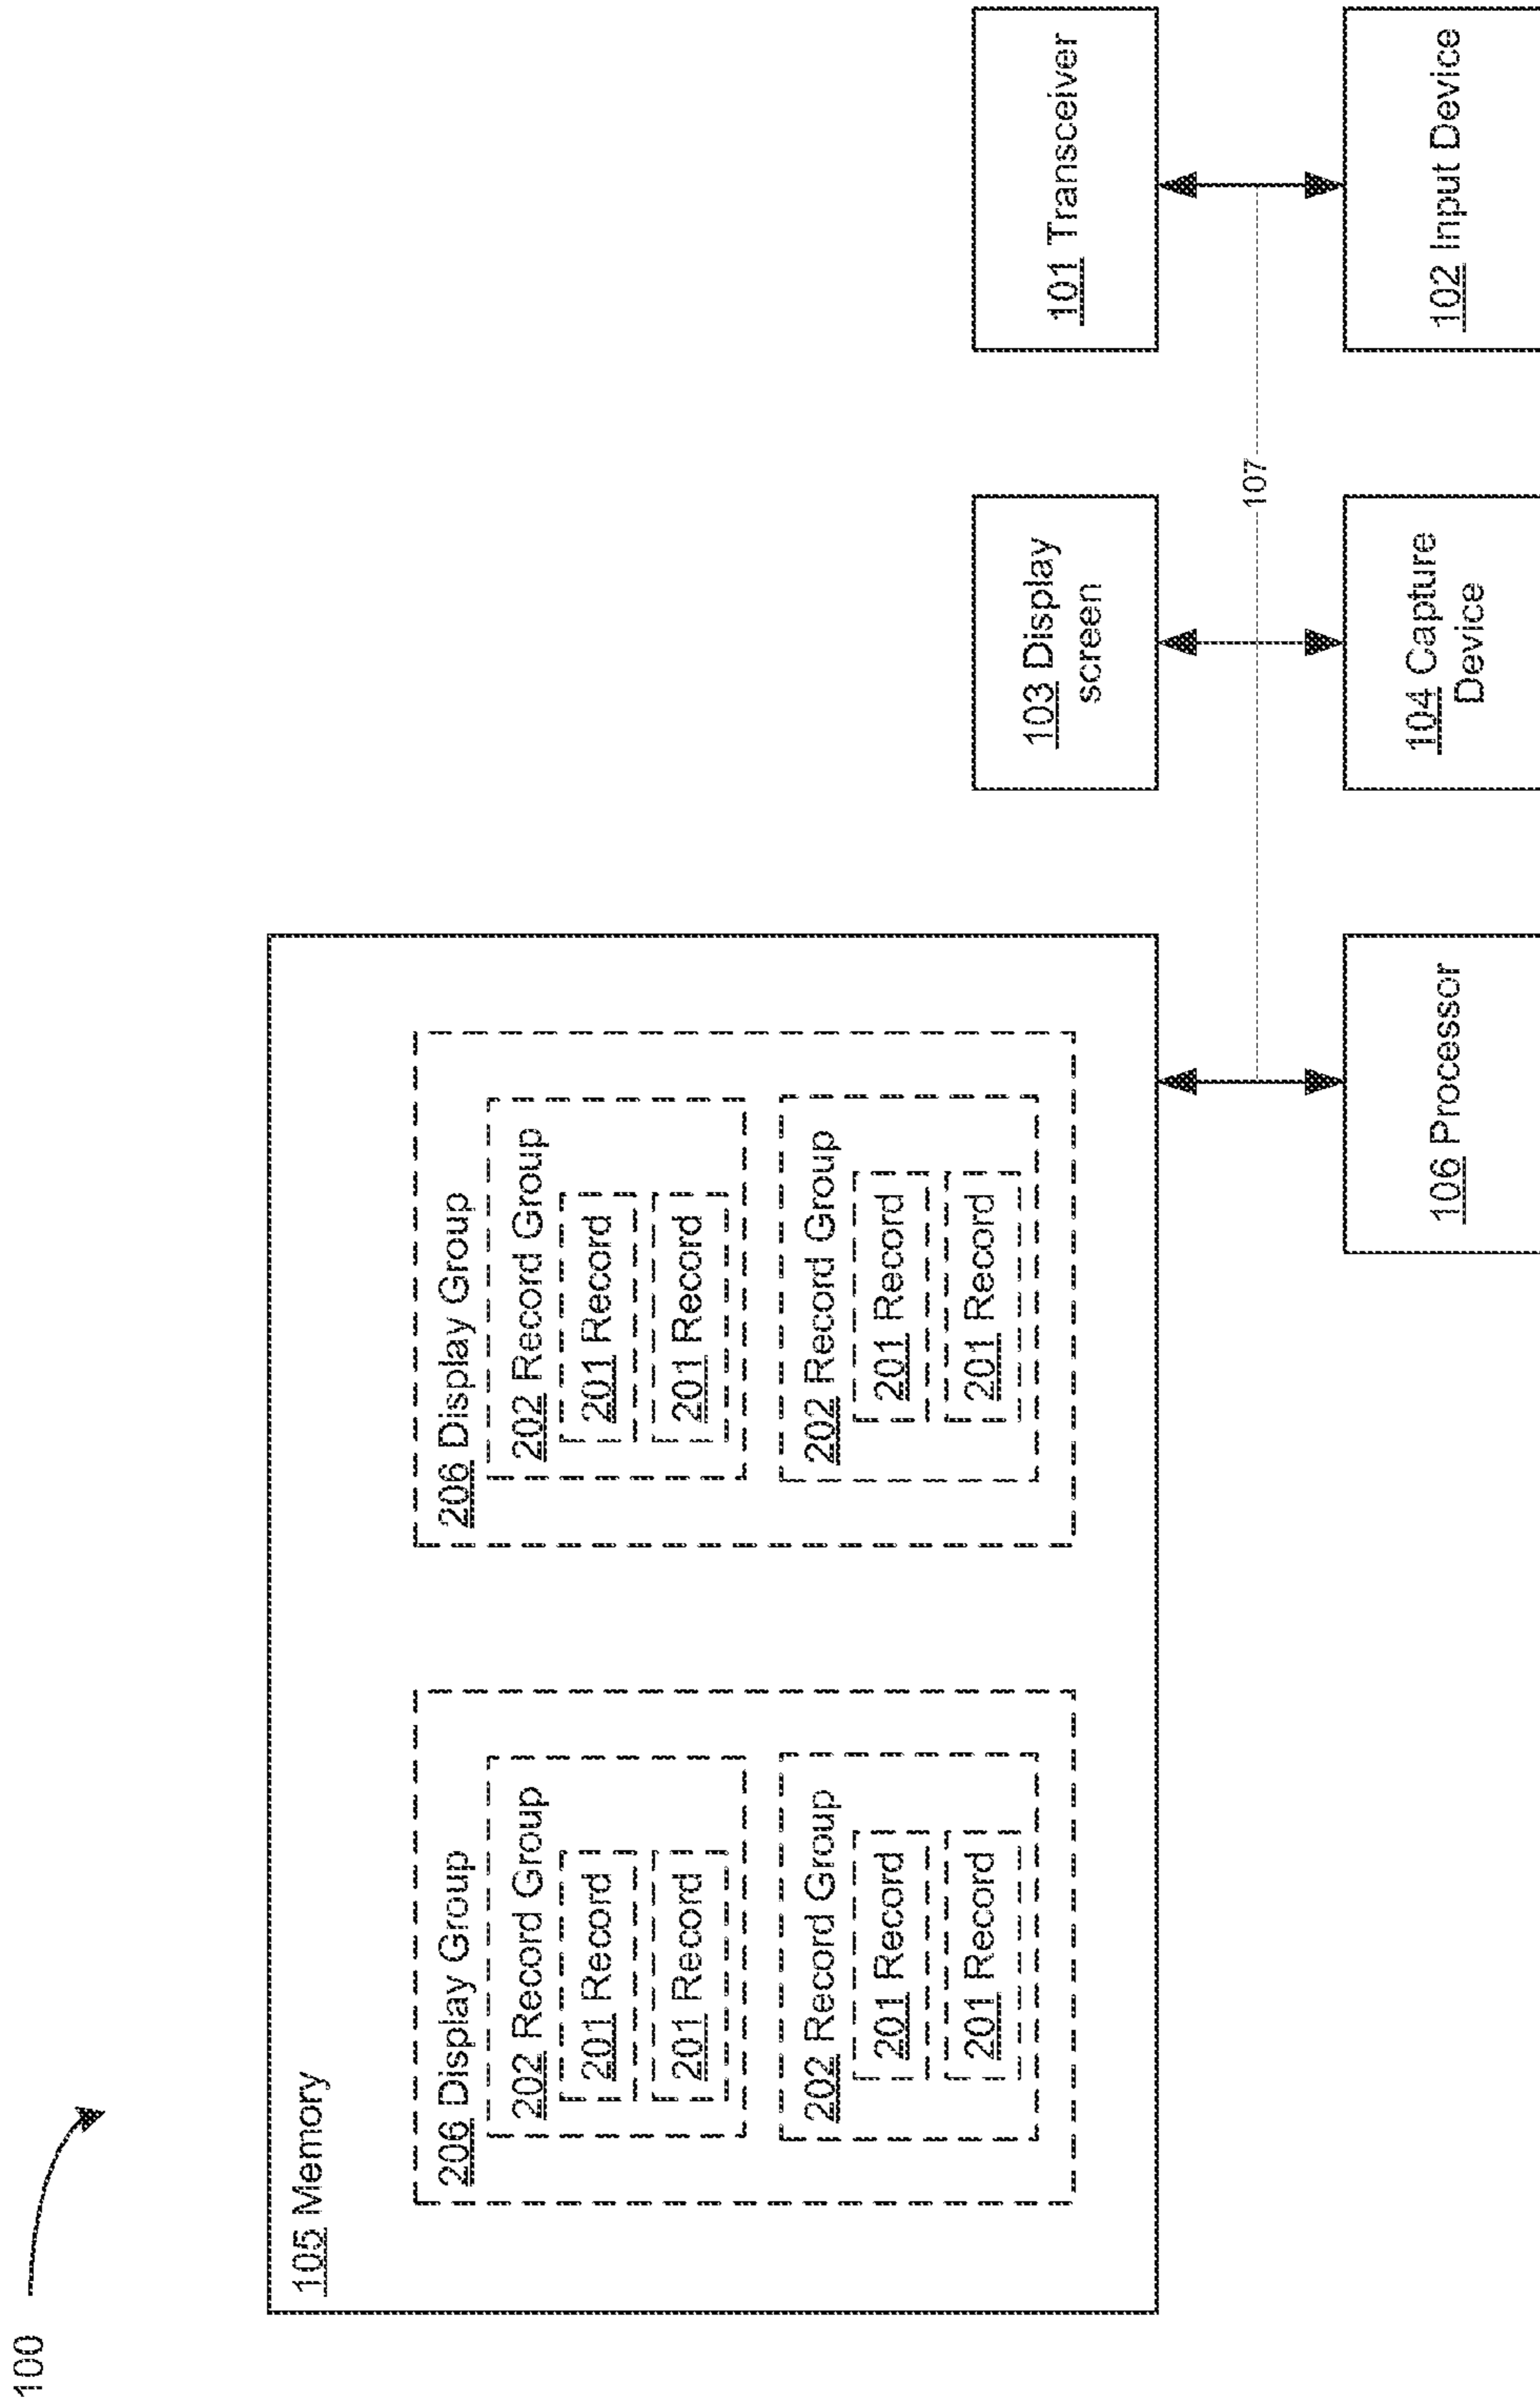 100
105 Memory
206 Display Group
202 Record Group
201 Record
201 Record
202 Record Group
201 Record
201 Record
206 Display Group
202 Record Group
201 Record
201 Record
202 Record Group
201 Record
201 Record
103 Display
screen
101 Transceiver
107
106 Processor
104 Capture
Device
102 Input Device